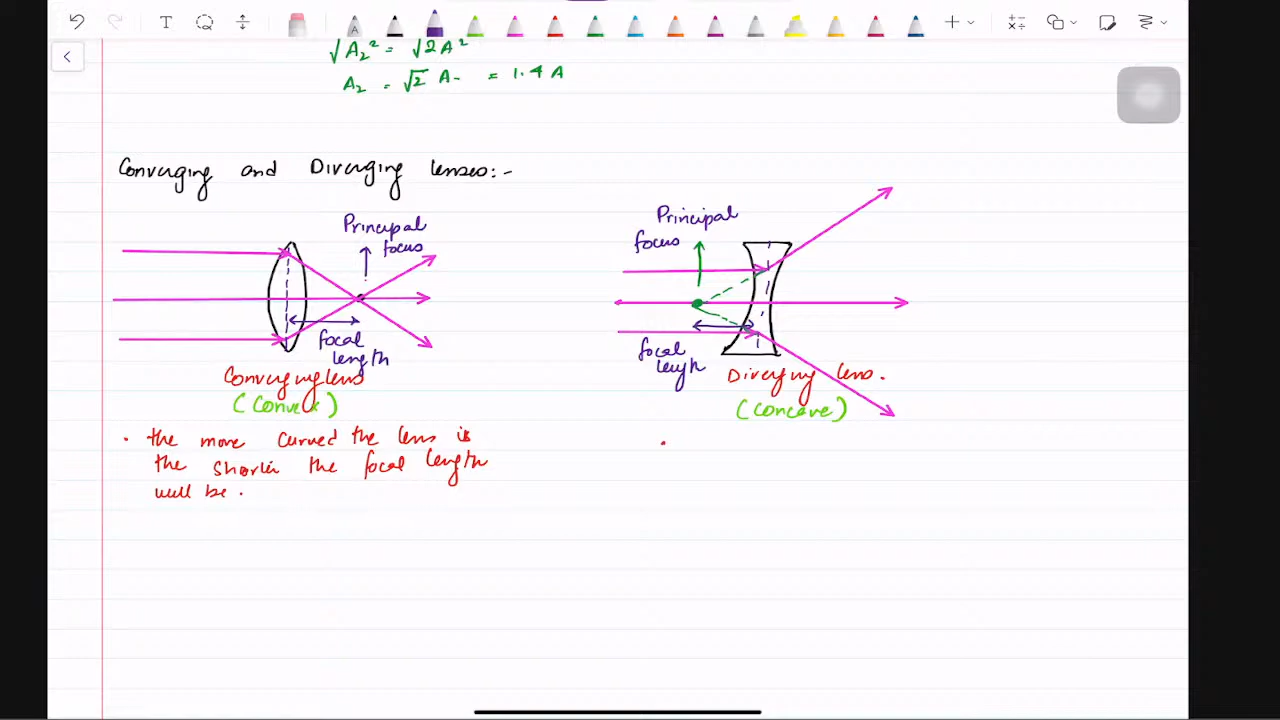 √A₂² = √2A²
A₂ = √2 A = 1.4 A
Converging and Diverging lenses:-
Principal
focus
focal
length
Converging lens
(Convex)
• the more curved the lens is
the shorter the focal length
will be.
Principal
focus
focal
length
Diverging lens.
(Concave)